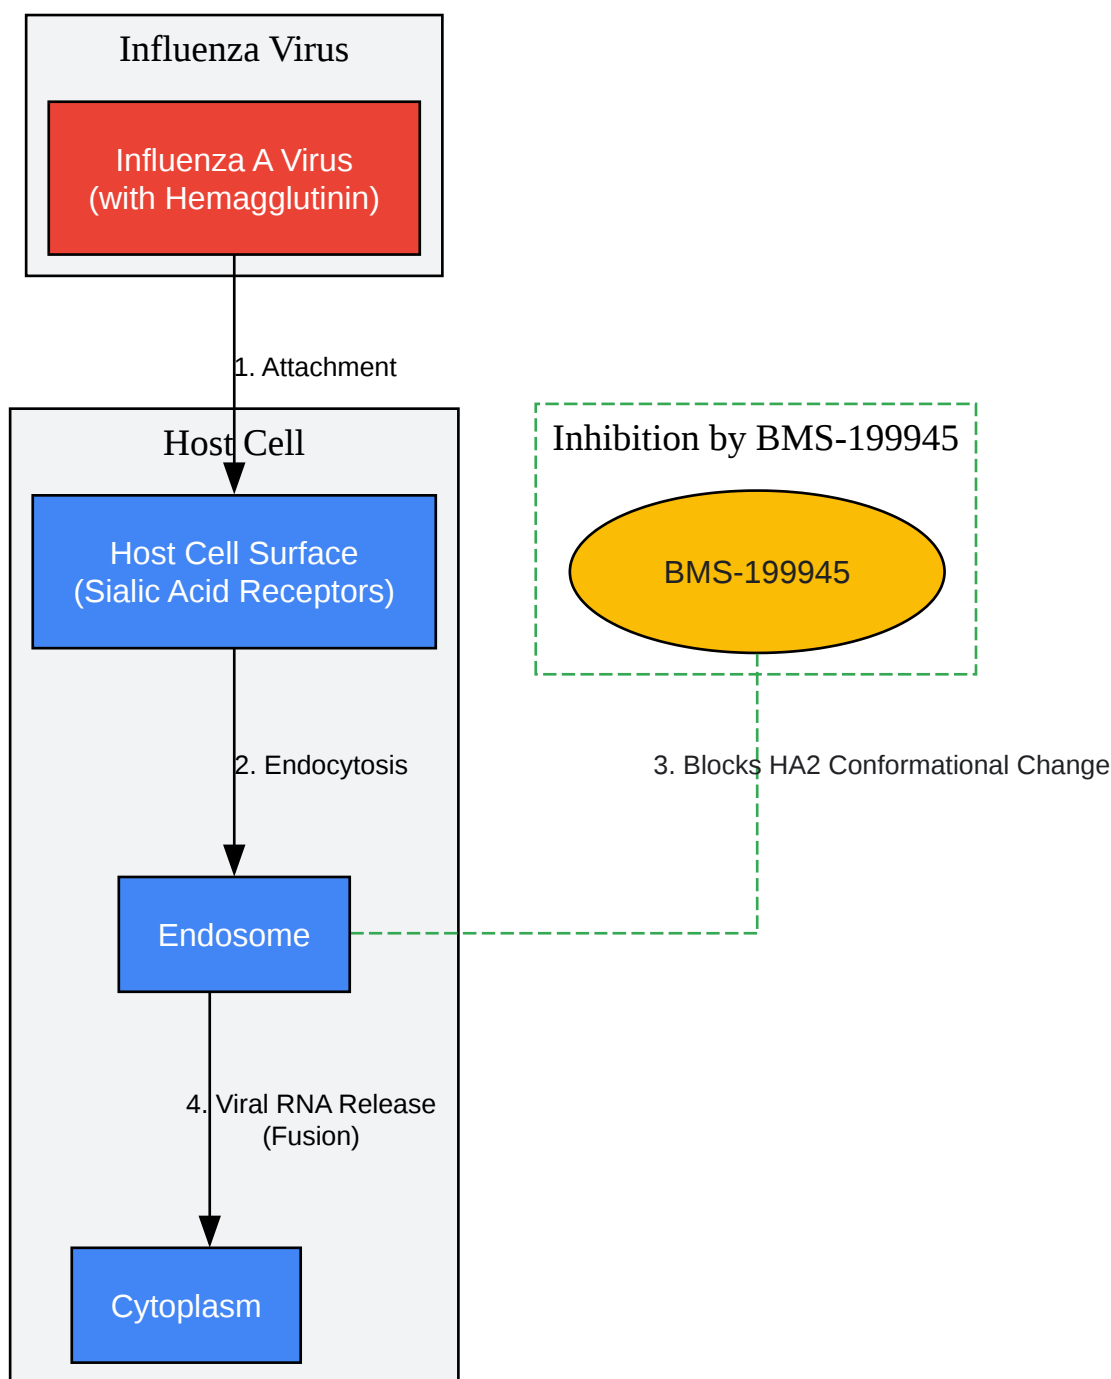 Influenza Virus
Influenza A Virus
(with Hemagglutinin)
1. Attachment
Host Cell
Host Cell Surface
(Sialic Acid Receptors)
Inhibition by BMS-199945
BMS-199945
2. Endocytosis
3. Blocks HA2 Conformational Change
Endosome
4. Viral RNA Release
(Fusion)
Cytoplasm